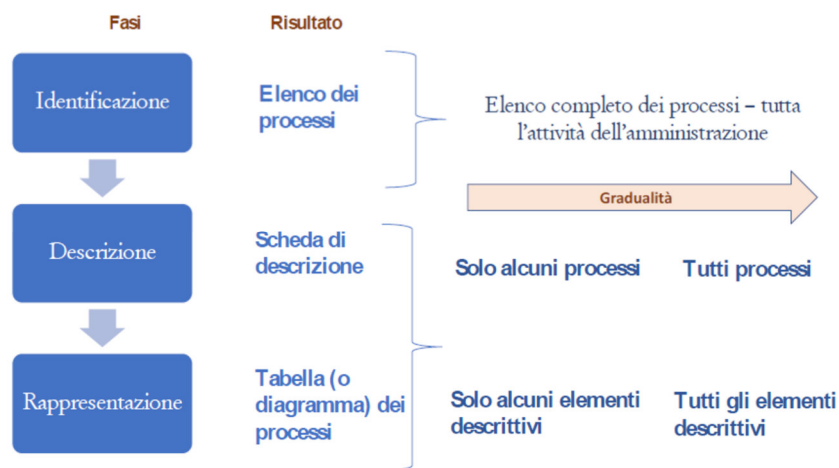 Fasi
Risultato
Identificazione
Elenco dei
processi
Elenco completo dei processi – tutta
l’attività dell’amministrazione
Gradualità
Descrizione
Scheda di
descrizione
Solo alcuni processi
Tutti processi
Rappresentazione
Tabella (o
diagramma) dei
processi
Solo alcuni elementi
descrittivi
Tutti gli elementi
descrittivi